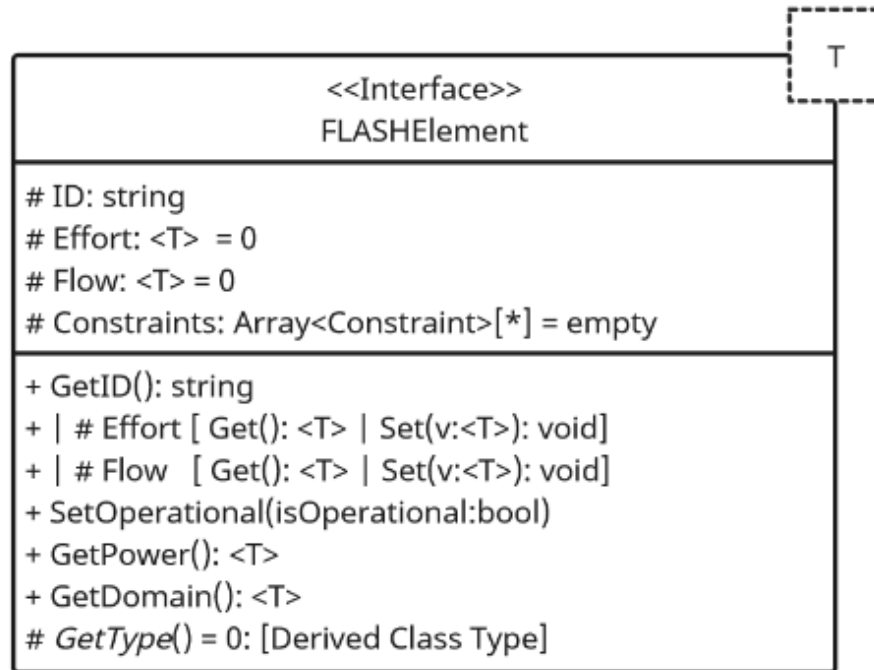 T
<<Interface>>
FLASHElement
# ID: string
# Effort: <T> = 0
# Flow: <T> = 0
# Constraints: Array<Constraint>[*] = empty
+ GetID(): string
+ | # Effort [ Get(): <T> | Set(v:<T>): void]
+ | # Flow [ Get(): <T> | Set(v:<T>): void]
+ SetOperational(isOperational:bool)
+ GetPower(): <T>
+ GetDomain(): <T>
# GetType() = 0: [Derived Class Type]